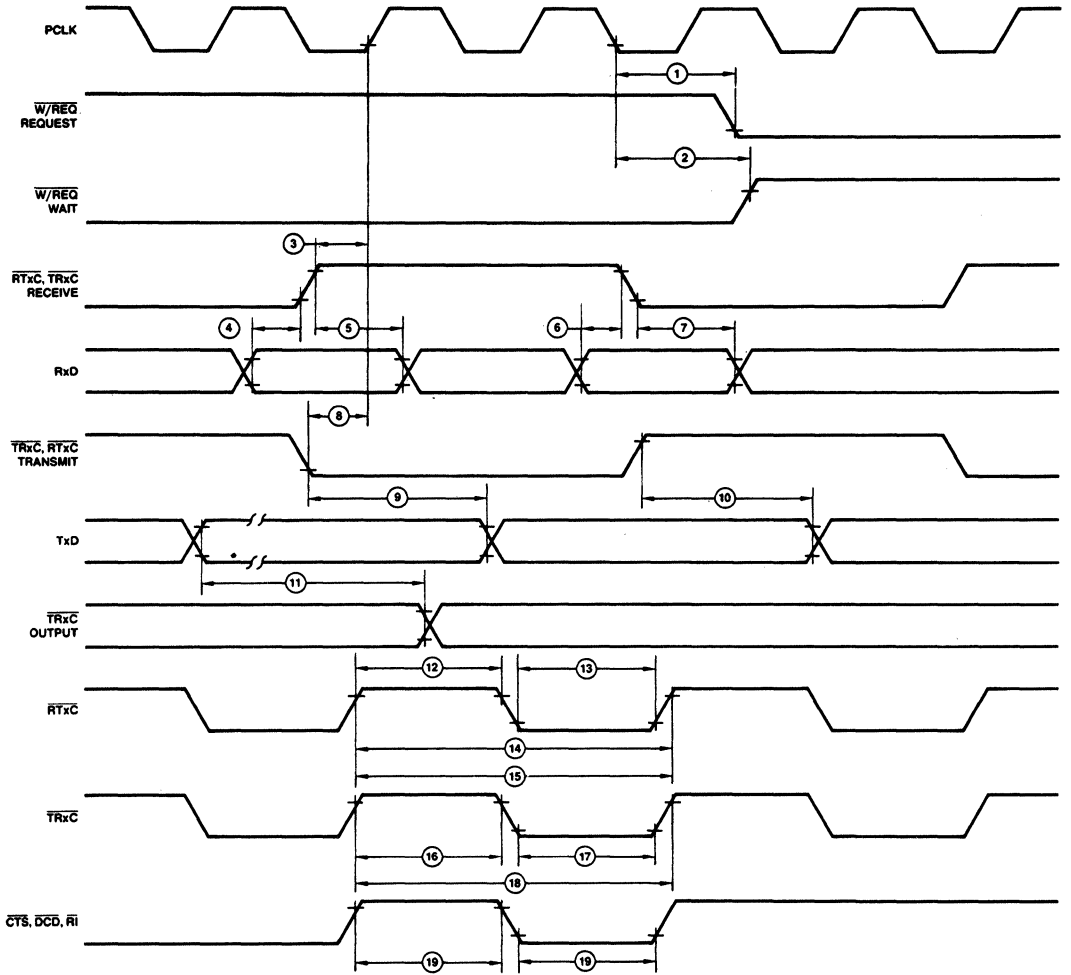 PCLK
1
W/REQ
REQUEST
2
W/REQ
WAIT
3
RTxC, TRxC
RECEIVE
4
5
6
7
RxD
8
TRxC, RTxC
TRANSMIT
9
10
TxD
11
TRxC
OUTPUT
12
13
RTxC
14
15
TRxC
16
17
18
CTS, DCD, RI
19
19